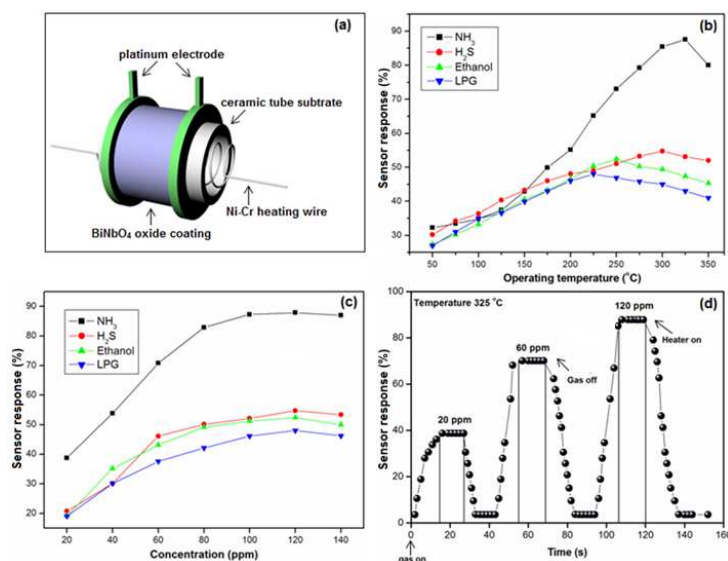 (a)
platinum electrode
ceramic tube subtrate
Ni-Cr heating wire
BiNbO₄ oxide coating
(b)
NH₃
H₂S
Ethanol
LPG
Sensor response (%)
90
80
70
60
50
40
30
50 100 150 200 250 300 350
Operating temperature (°C)
(c)
NH₃
H₂S
Ethanol
LPG
Sensor response (%)
90
80
70
60
50
40
30
20
20 40 60 80 100 120 140
Concentration (ppm)
(d)
Temperature 325 °C
120 ppm
Heater on
60 ppm
Gas off
20 ppm
Sensor response (%)
100
80
60
40
20
0
0 20 40 60 80 100 120 140 160
Time (s)
gas on